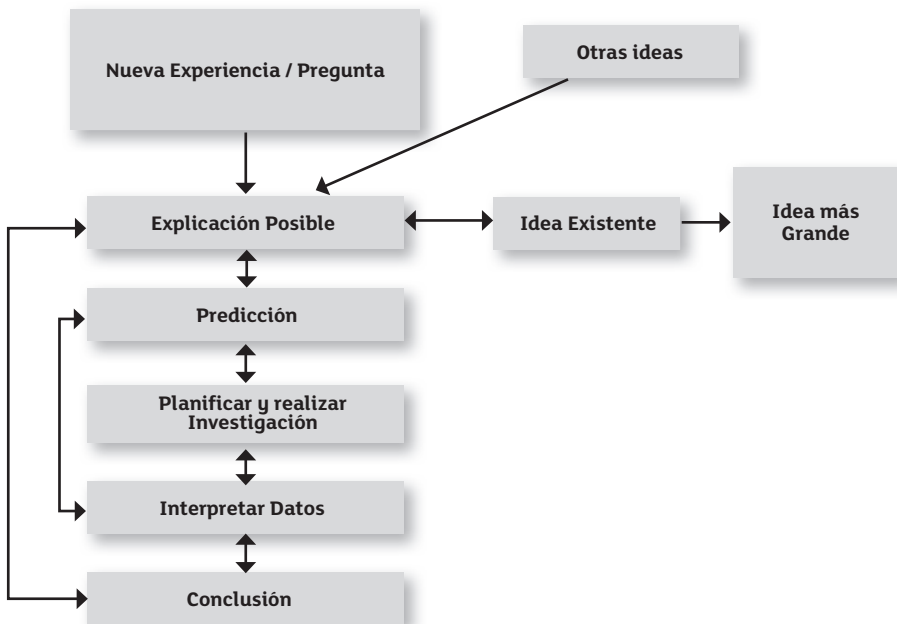 Nueva Experiencia / Pregunta
Otras ideas
Explicación Posible
Idea Existente
Idea más
Grande
Predicción
Planificar y realizar
Investigación
Interpretar Datos
Conclusión